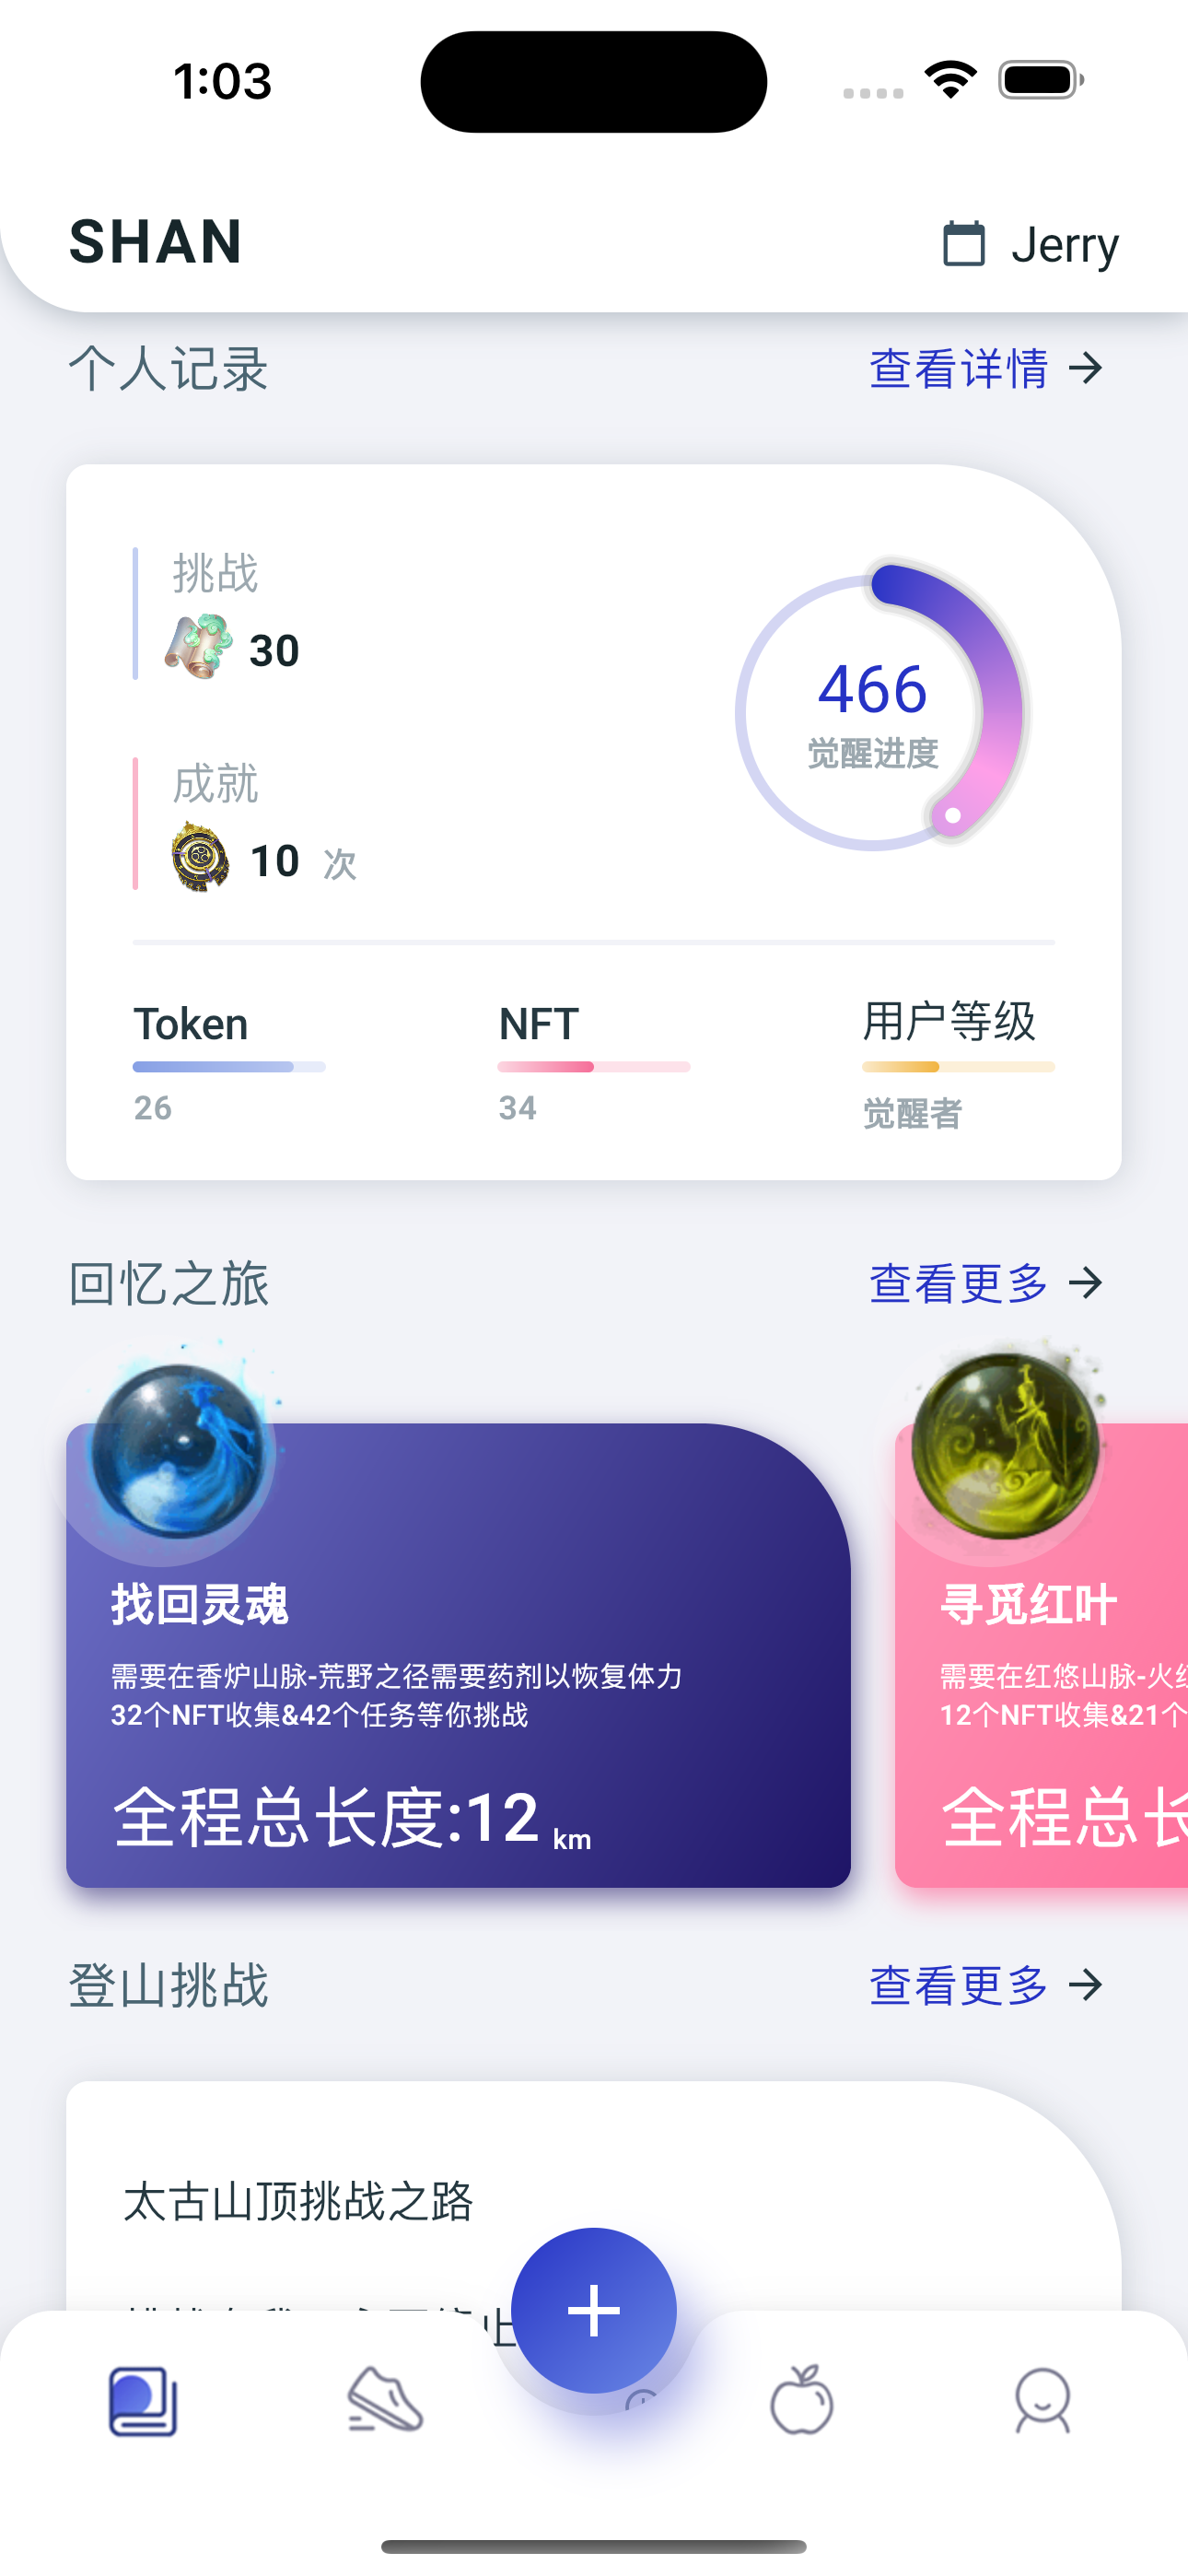 1:03
SHAN
Jerry
个人记录
查看详情
挑战
30
466
觉醒进度
成就
10 次
Token
NFT
用户等级
26
34
觉醒者
回忆之旅
查看更多
找回灵魂
需要在香炉山脉-荒野之径需要药剂以恢复体力
32个NFT收集&42个任务等你挑战
全程总长度:12 km
寻觅红叶
需要在红悠山脉-火
12个NFT收集&21个
全程总长
登山挑战
查看更多
太古山顶挑战之路